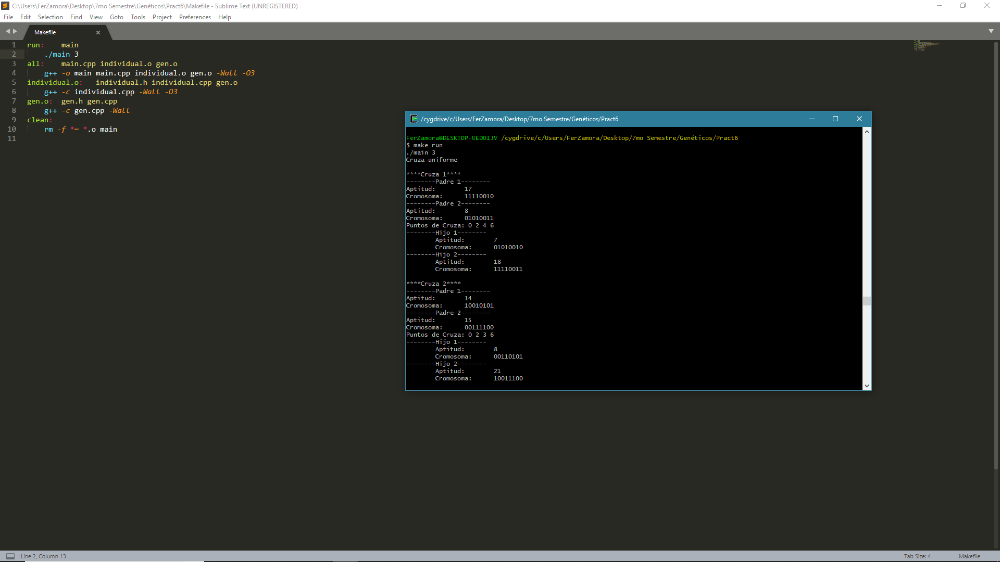 C:\Users\FerZamora\Desktop\7mo Semestre\Genéticos\Pract6\Makefile - Sublime Text (UNREGISTERED)
File Edit Selection Find View Goto Tools Project Preferences Help
Makefile
1 run: main
2 ./main 3
3 all: main.cpp individual.o gen.o
4 g++ -o main main.cpp individual.o gen.o -Wall -O3
5 individual.o: individual.h individual.cpp gen.o
6 g++ -c individual.cpp -Wall -O3
7 gen.o: gen.h gen.cpp
8 g++ -c gen.cpp -Wall
9 clean:
10 rm -f *~ *.o main
11
/cygdrive/c/Users/FerZamora/Desktop/7mo Semestre/Genéticos/Pract6
FerZamora@DESKTOP-UEDOIJV /cygdrive/c/Users/FerZamora/Desktop/7mo Semestre/Genéticos/Pract6
$ make run
./main 3
Cruza uniforme
****Cruza 1****
--------Padre 1--------
Aptitud: 17
Cromosoma: 11110010
--------Padre 2--------
Aptitud: 8
Cromosoma: 01010011
Puntos de Cruza: 0 2 4 6
--------Hijo 1--------
Aptitud: 7
Cromosoma: 01010010
--------Hijo 2--------
Aptitud: 18
Cromosoma: 11110011
****Cruza 2****
--------Padre 1--------
Aptitud: 14
Cromosoma: 10010101
--------Padre 2--------
Aptitud: 15
Cromosoma: 00111100
Puntos de Cruza: 0 2 3 6
--------Hijo 1--------
Aptitud: 8
Cromosoma: 00110101
--------Hijo 2--------
Aptitud: 21
Cromosoma: 10011100
Line 2, Column 13
Tab Size: 4
Makefile